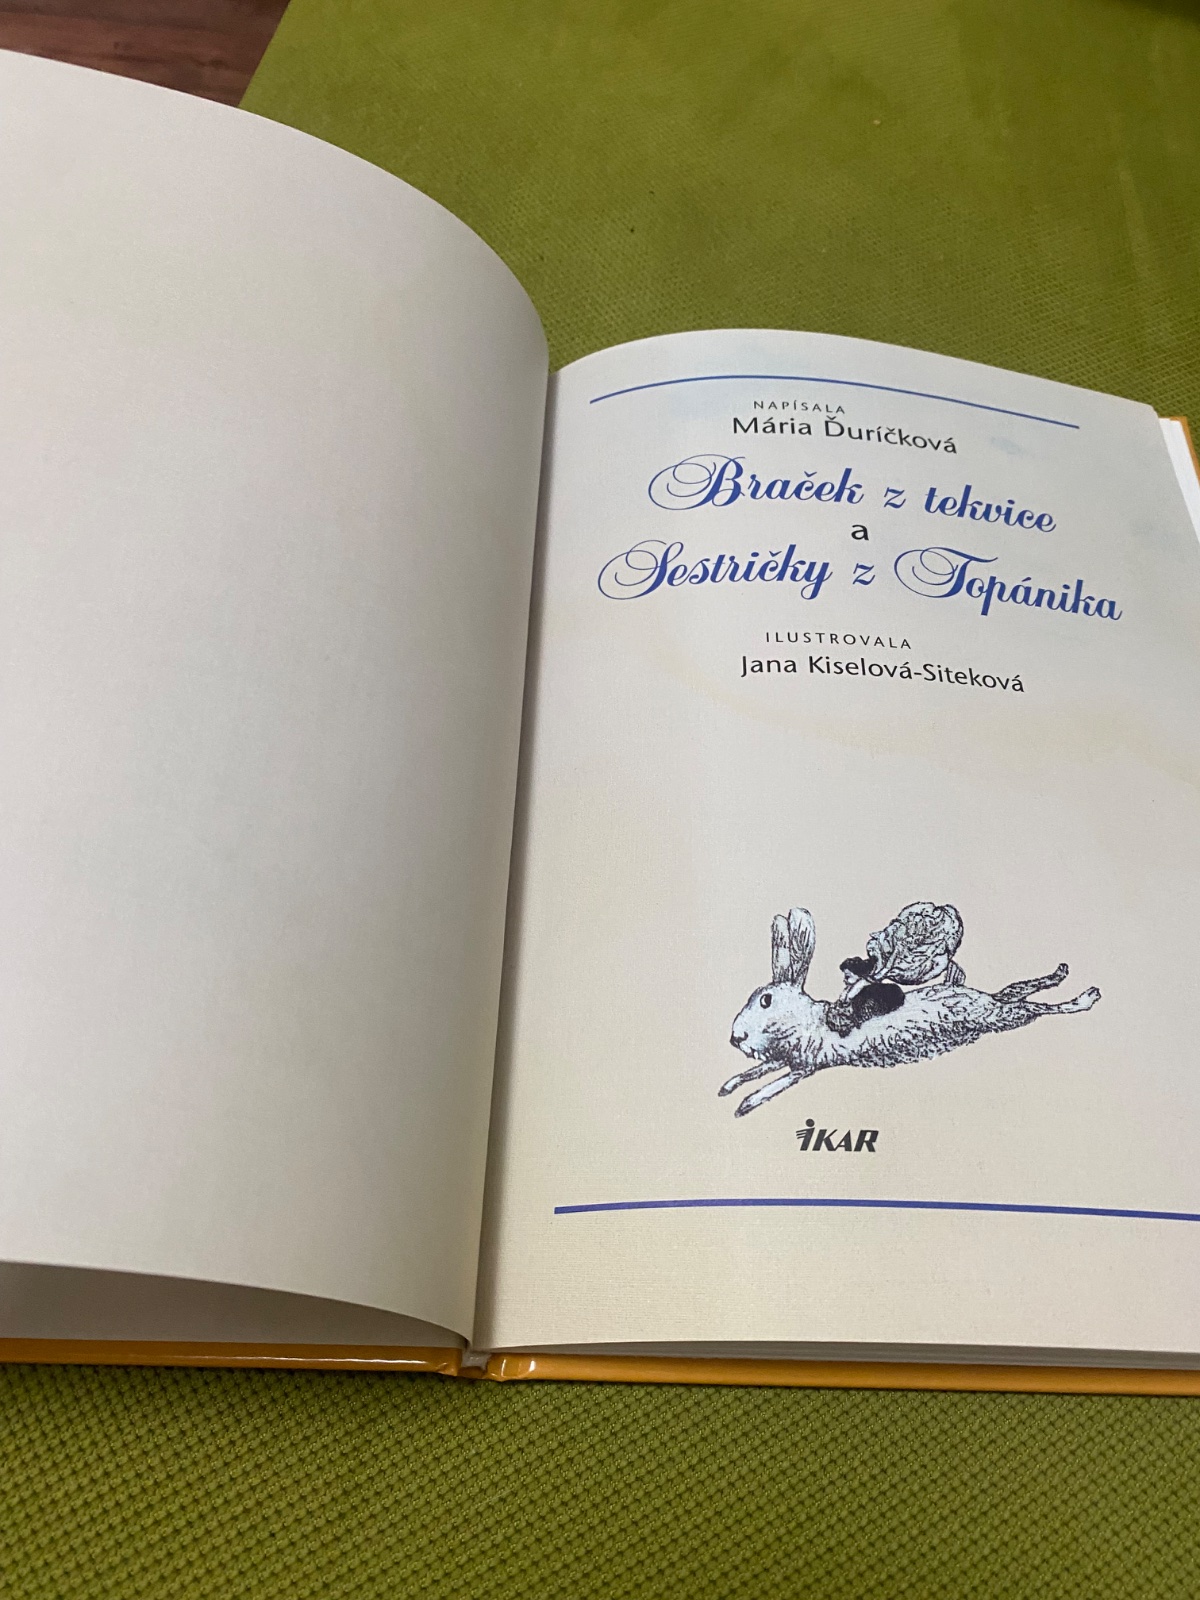 NAPÍSALA
Mária Ďuríčková
Braček z tekvice
a
Sestričky z Topánika
ILUSTROVALA
Jana Kiselová-Siteková
IKAR